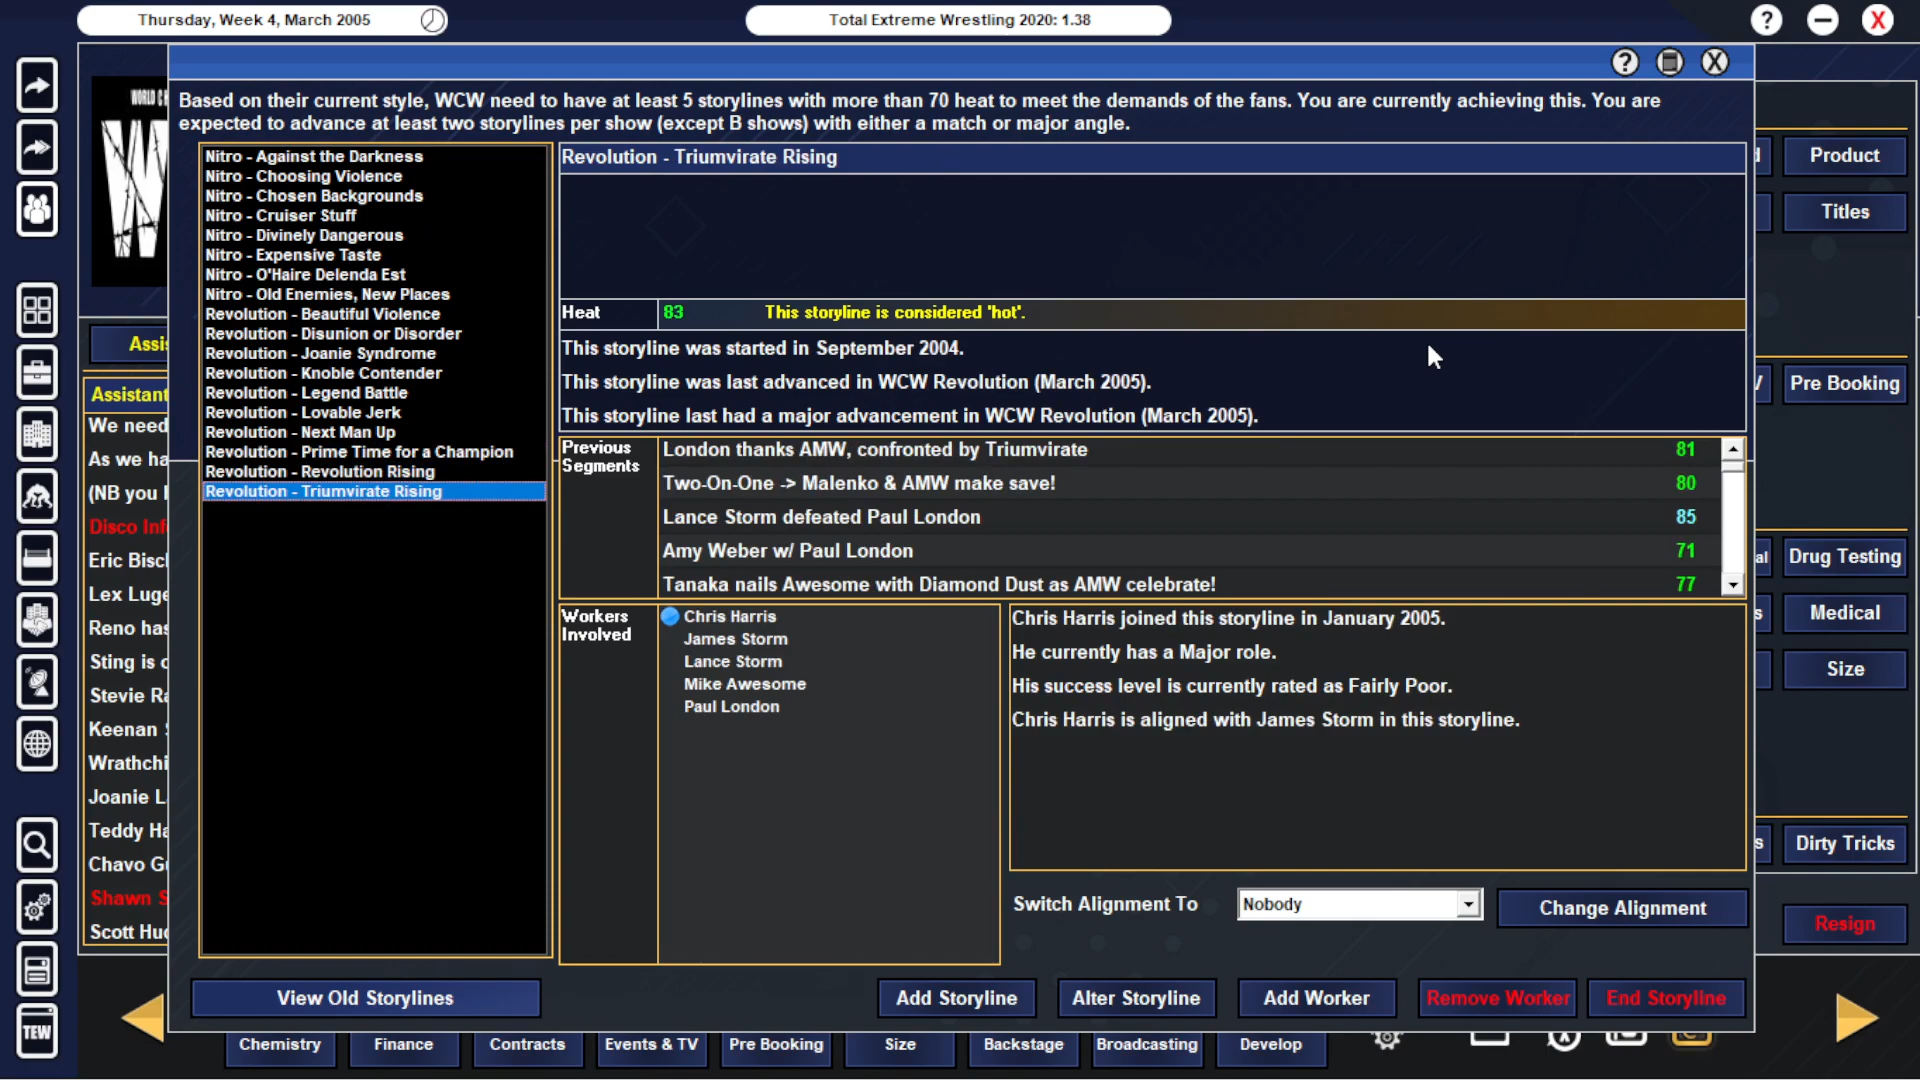 Thursday, Week 4, March 2005
Total Extreme Wrestling 2020: 1.38
?
X
WORLD CH
?
X
Based on their current style, WCW need to have at least 5 storylines with more than 70 heat to meet the demands of the fans. You are currently achieving this. You are
expected to advance at least two storylines per show (except B shows) with either a match or major angle.
Nitro - Against the Darkness
Nitro - Choosing Violence
Nitro - Chosen Backgrounds
Nitro - Cruiser Stuff
Nitro - Divinely Dangerous
Nitro - Expensive Taste
Nitro - O'Haire Delenda Est
Nitro - Old Enemies, New Places
Revolution - Beautiful Violence
Revolution - Disunion or Disorder
Revolution - Joanie Syndrome
Revolution - Knoble Contender
Revolution - Legend Battle
Revolution - Lovable Jerk
Revolution - Next Man Up
Revolution - Prime Time for a Champion
Revolution - Revolution Rising
Revolution - Triumvirate Rising
Revolution - Triumvirate Rising
Heat 83 This storyline is considered 'hot'.
This storyline was started in September 2004.
This storyline was last advanced in WCW Revolution (March 2005).
This storyline last had a major advancement in WCW Revolution (March 2005).
Previous Segments
London thanks AMW, confronted by Triumvirate 81
Two-On-One -> Malenko & AMW make save! 80
Lance Storm defeated Paul London 85
Amy Weber w/ Paul London 71
Tanaka nails Awesome with Diamond Dust as AMW celebrate! 77
Workers Involved
Chris Harris
James Storm
Lance Storm
Mike Awesome
Paul London
Chris Harris joined this storyline in January 2005.
He currently has a Major role.
His success level is currently rated as Fairly Poor.
Chris Harris is aligned with James Storm in this storyline.
Switch Alignment To
Nobody
Change Alignment
View Old Storylines
Add Storyline
Alter Storyline
Add Worker
Remove Worker
End Storyline
Assis
Assistant
We need
As we ha
(NB you
Disco Inf
Eric Bisc
Lex Luge
Reno has
Sting is
Stevie Ra
Keenan
Wrathchi
Joanie L
Teddy Ha
Chavo G
Shawn S
Scott Hud
Product
Titles
Pre Booking
Drug Testing
Medical
Size
Dirty Tricks
Resign
TEW
Chemistry
Finance
Contracts
Events & TV
Pre Booking
Size
Backstage
Broadcasting
Develop